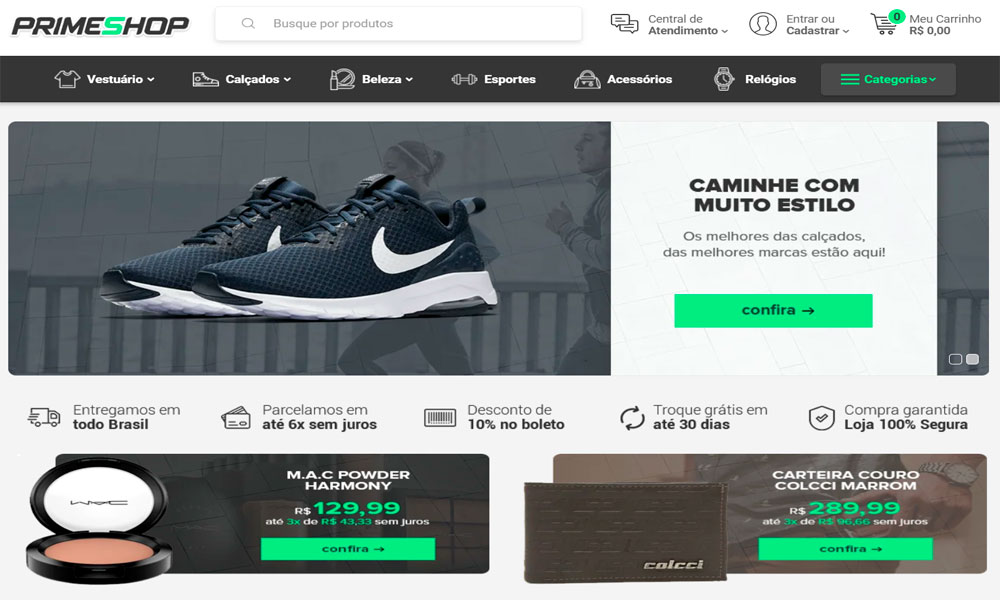 PRIMESHOP
Busque por produtos
Central de
Atendimento
Entrar ou
Cadastrar
0
Meu Carrinho
R$ 0,00
Vestuário
Calçados
Beleza
Esportes
Acessórios
Relógios
Categorias
CAMINHE COM
MUITO ESTILO
Os melhores das calçados,
das melhores marcas estão aqui!
confira →
Entregamos em
todo Brasil
Parcelamos em
até 6x sem juros
Desconto de
10% no boleto
Troque grátis em
até 30 dias
Compra garantida
Loja 100% Segura
MAC
M.A.C POWDER
HARMONY
R$ 129,99
até 3x de R$ 43,33 sem juros
confira →
colcci
CARTEIRA COURO
COLCCI MARROM
R$ 289,99
até 3x de R$ 96,66 sem juros
confira →